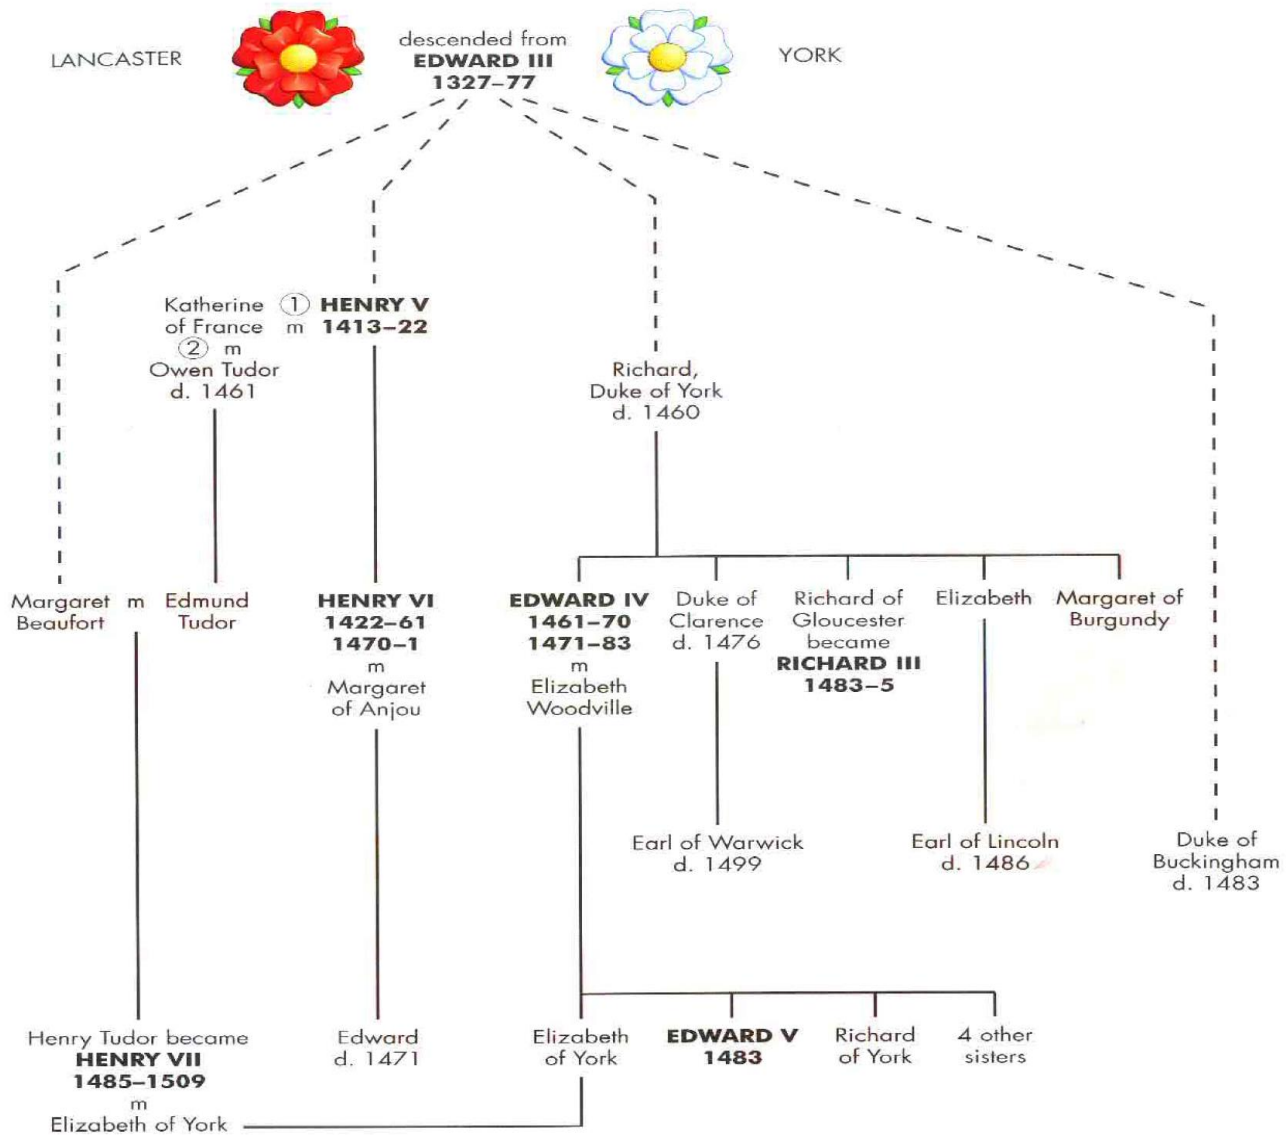 LANCASTER
descended from
EDWARD III
1327–77
YORK
Katherine ① HENRY V
of France m 1413–22
② m
Owen Tudor
d. 1461
Richard,
Duke of York
d. 1460
Margaret m Edmund
Beaufort Tudor
HENRY VI
1422–61
1470–1
m
Margaret
of Anjou
EDWARD IV
1461–70
1471–83
m
Elizabeth
Woodville
Duke of
Clarence
d. 1476
Richard of
Gloucester
became
RICHARD III
1483–5
Elizabeth
Margaret of
Burgundy
Earl of Warwick
d. 1499
Earl of Lincoln
d. 1486
Duke of
Buckingham
d. 1483
Henry Tudor became
HENRY VII
1485–1509
m
Elizabeth of York
Edward
d. 1471
Elizabeth
of York
EDWARD V
1483
Richard
of York
4 other
sisters